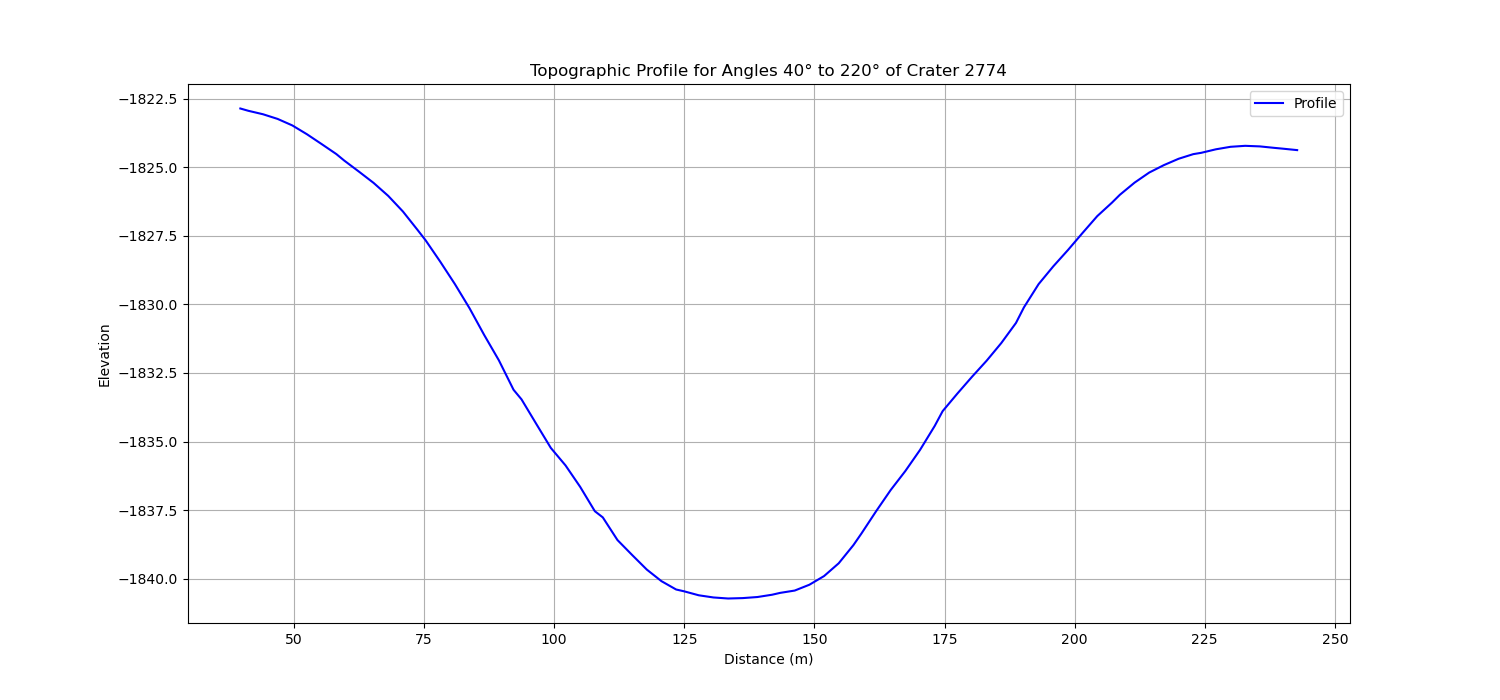 Topographic Profile for Angles 40° to 220° of Crater 2774
Profile
Elevation
−1822.5
−1825.0
−1827.5
−1830.0
−1832.5
−1835.0
−1837.5
−1840.0
50 75 100 125 150 175 200 225 250
Distance (m)